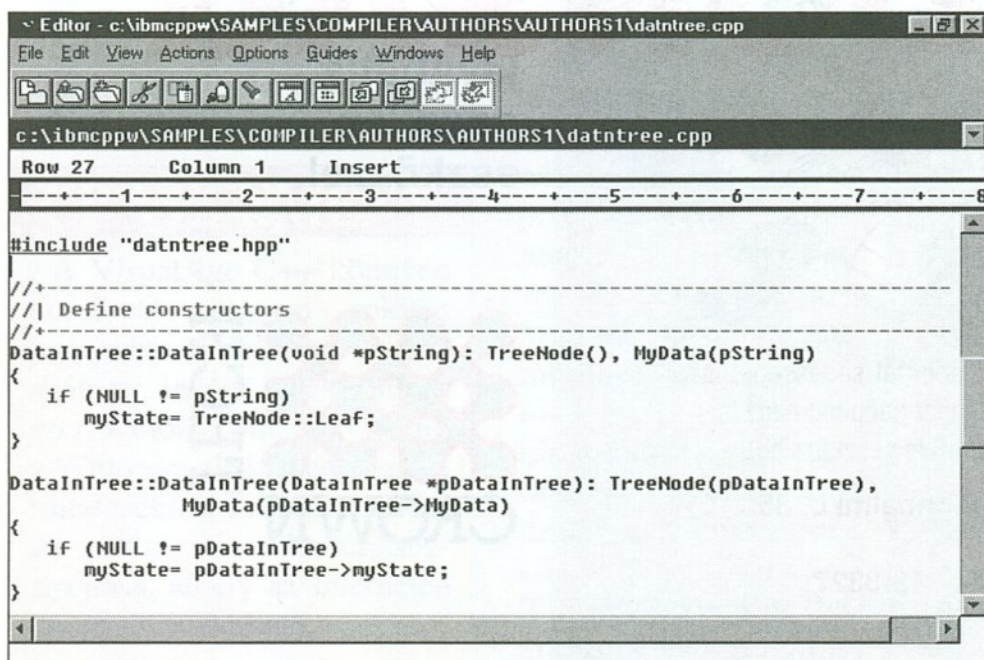 Editor - c:\ibmcppw\SAMPLES\COMPILER\AUTHORS\AUTHORS1\datntree.cpp
File Edit View Actions Options Guides Windows Help
c:\ibmcppw\SAMPLES\COMPILER\AUTHORS\AUTHORS1\datntree.cpp
Row 27 Column 1 Insert
----+----1----+----2----+----3----+----4----+----5----+----6----+----7----+----8
#include "datntree.hpp"
//+----------------------------------------------------------------------------
//| Define constructors
//+----------------------------------------------------------------------------
DataInTree::DataInTree(void *pString): TreeNode(), MyData(pString)
{
if (NULL != pString)
myState= TreeNode::Leaf;
}
DataInTree::DataInTree(DataInTree *pDataInTree): TreeNode(pDataInTree),
MyData(pDataInTree->MyData)
{
if (NULL != pDataInTree)
myState= pDataInTree->myState;
}